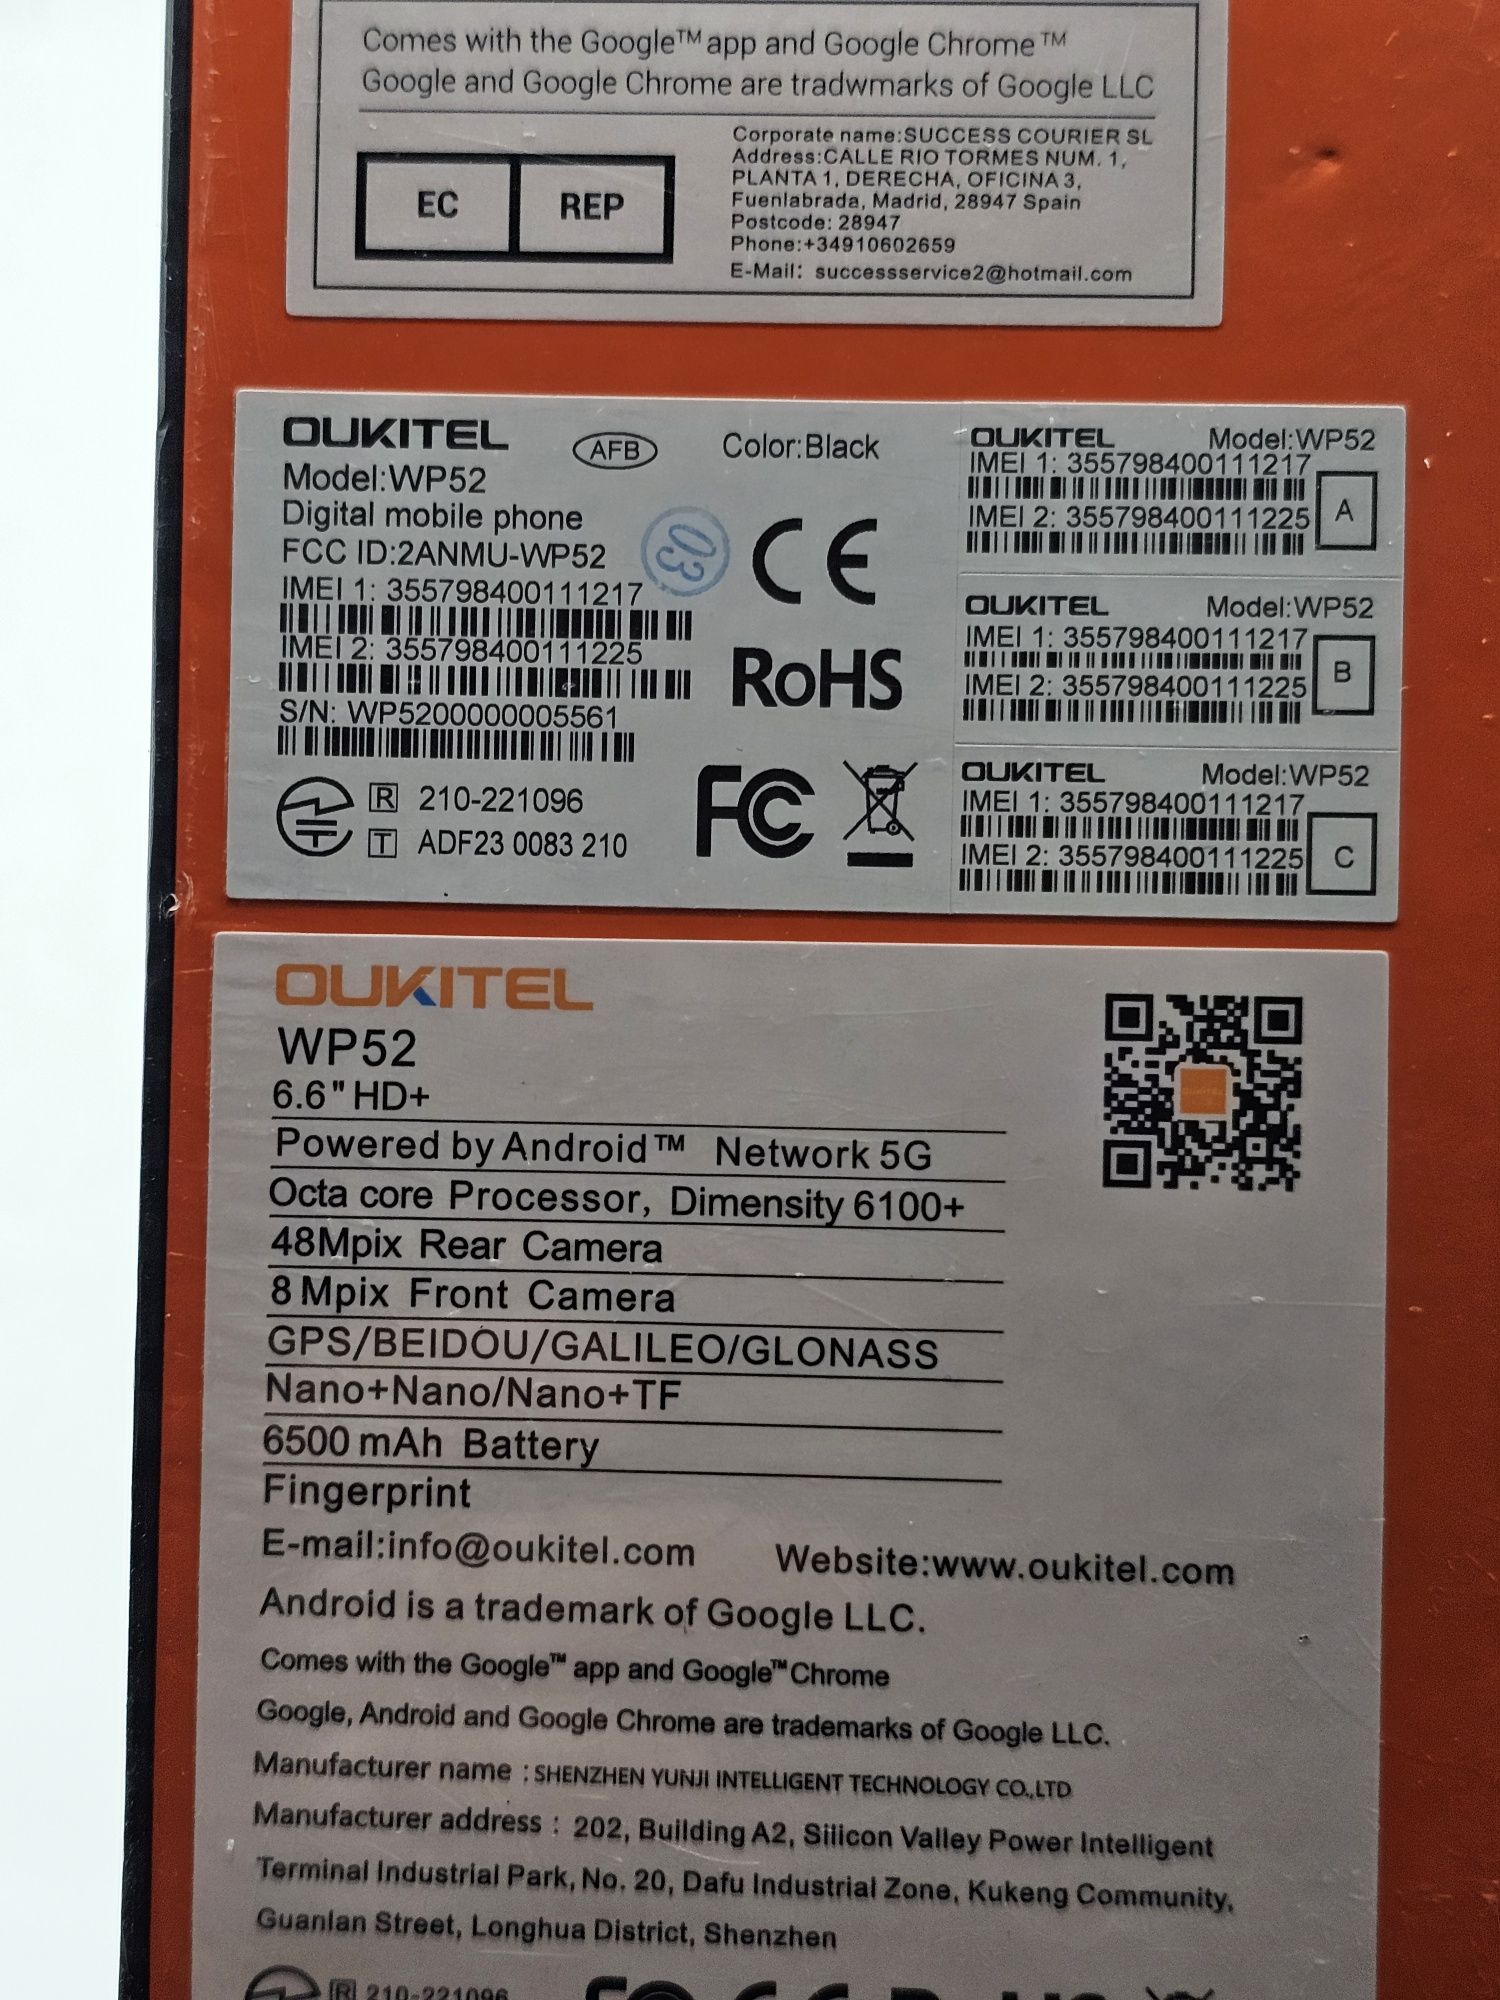 Comes with the Google™ app and Google Chrome™
Google and Google Chrome are tradwmarks of Google LLC
EC REP
Corporate name:SUCCESS COURIER SL
Address:CALLE RIO TORMES NUM. 1,
PLANTA 1, DERECHA, OFICINA 3,
Fuenlabrada, Madrid, 28947 Spain
Postcode: 28947
Phone:+34910602659
E-Mail: successservice2@hotmail.com
OUKITEL AFB Color:Black
Model:WP52
Digital mobile phone
FCC ID:2ANMU-WP52
03
CE
IMEI 1: 355798400111217
IMEI 2: 355798400111225
RoHS
S/N: WP5200000005561
R 210-221096
T ADF23 0083 210
FC
OUKITEL Model:WP52
IMEI 1: 355798400111217
IMEI 2: 355798400111225
A
OUKITEL Model:WP52
IMEI 1: 355798400111217
IMEI 2: 355798400111225
B
OUKITEL Model:WP52
IMEI 1: 355798400111217
IMEI 2: 355798400111225
C
OUKITEL
WP52
6.6" HD+
Powered by Android™ Network 5G
Octa core Processor, Dimensity 6100+
48Mpix Rear Camera
8 Mpix Front Camera
GPS/BEIDOU/GALILEO/GLONASS
Nano+Nano/Nano+TF
6500 mAh Battery
Fingerprint
E-mail:info@oukitel.com Website:www.oukitel.com
Android is a trademark of Google LLC.
Comes with the Google™ app and Google™ Chrome
Google, Android and Google Chrome are trademarks of Google LLC.
Manufacturer name : SHENZHEN YUNJI INTELLIGENT TECHNOLOGY CO.,LTD
Manufacturer address : 202, Building A2, Silicon Valley Power Intelligent
Terminal Industrial Park, No. 20, Dafu Industrial Zone, Kukeng Community,
Guanlan Street, Longhua District, Shenzhen
R 210-221096